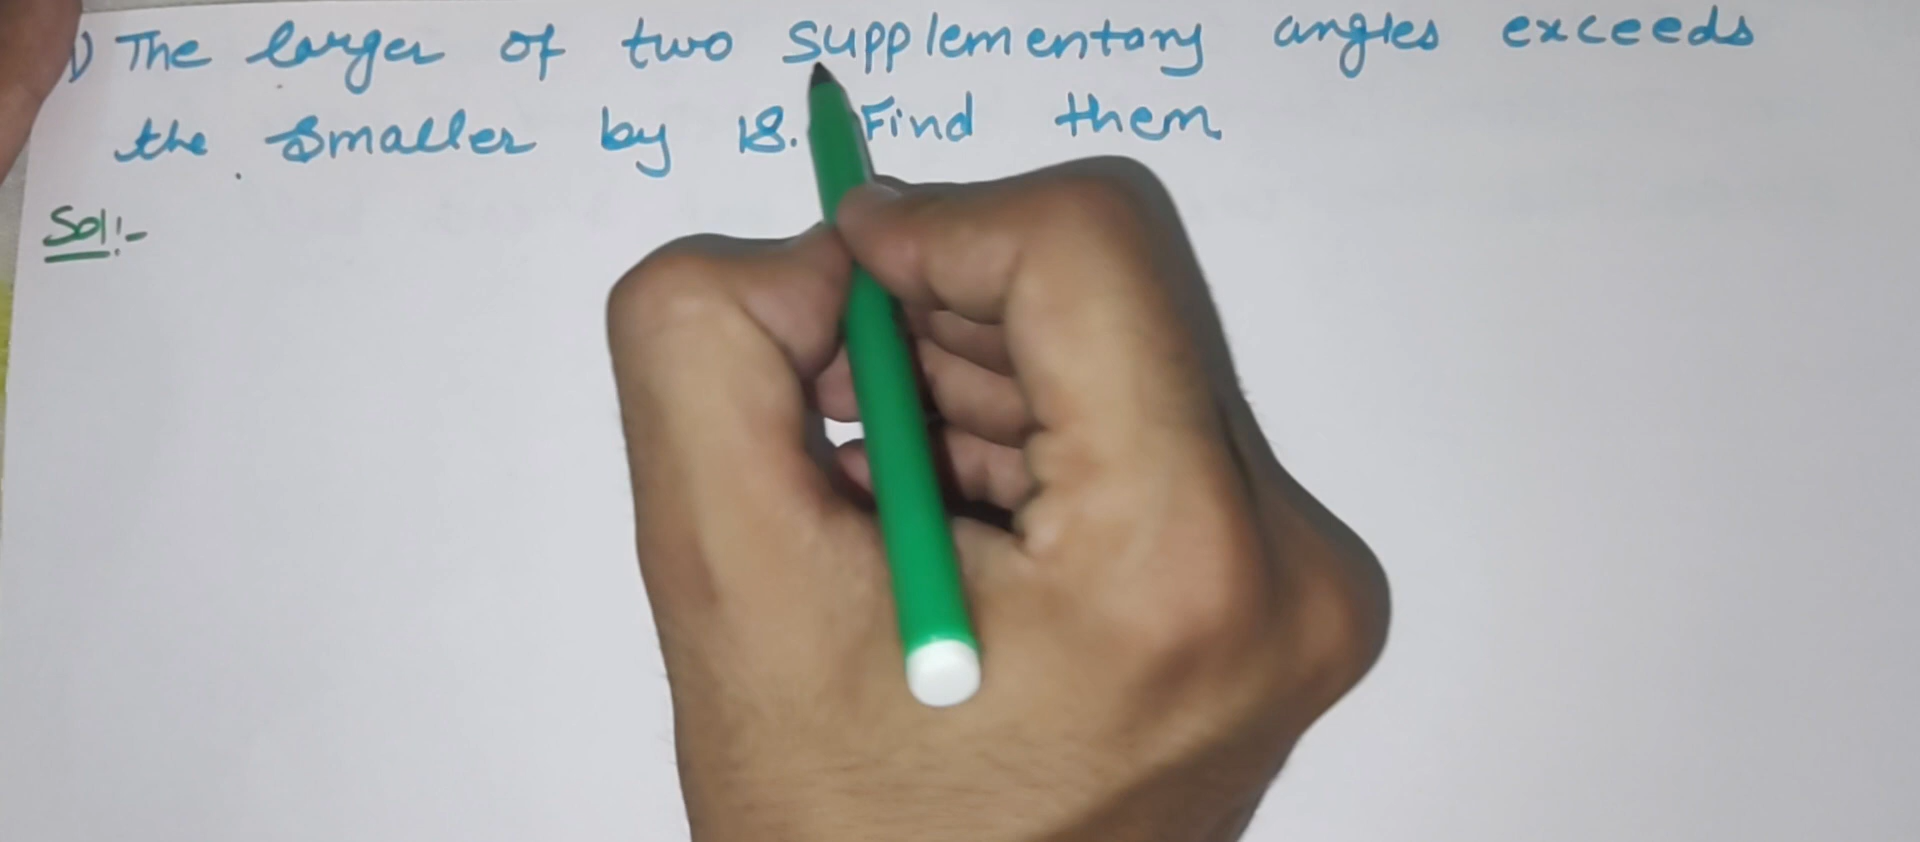 1) The larger of two supplementary angles exceeds
the smaller by 18. Find them
Sol:-